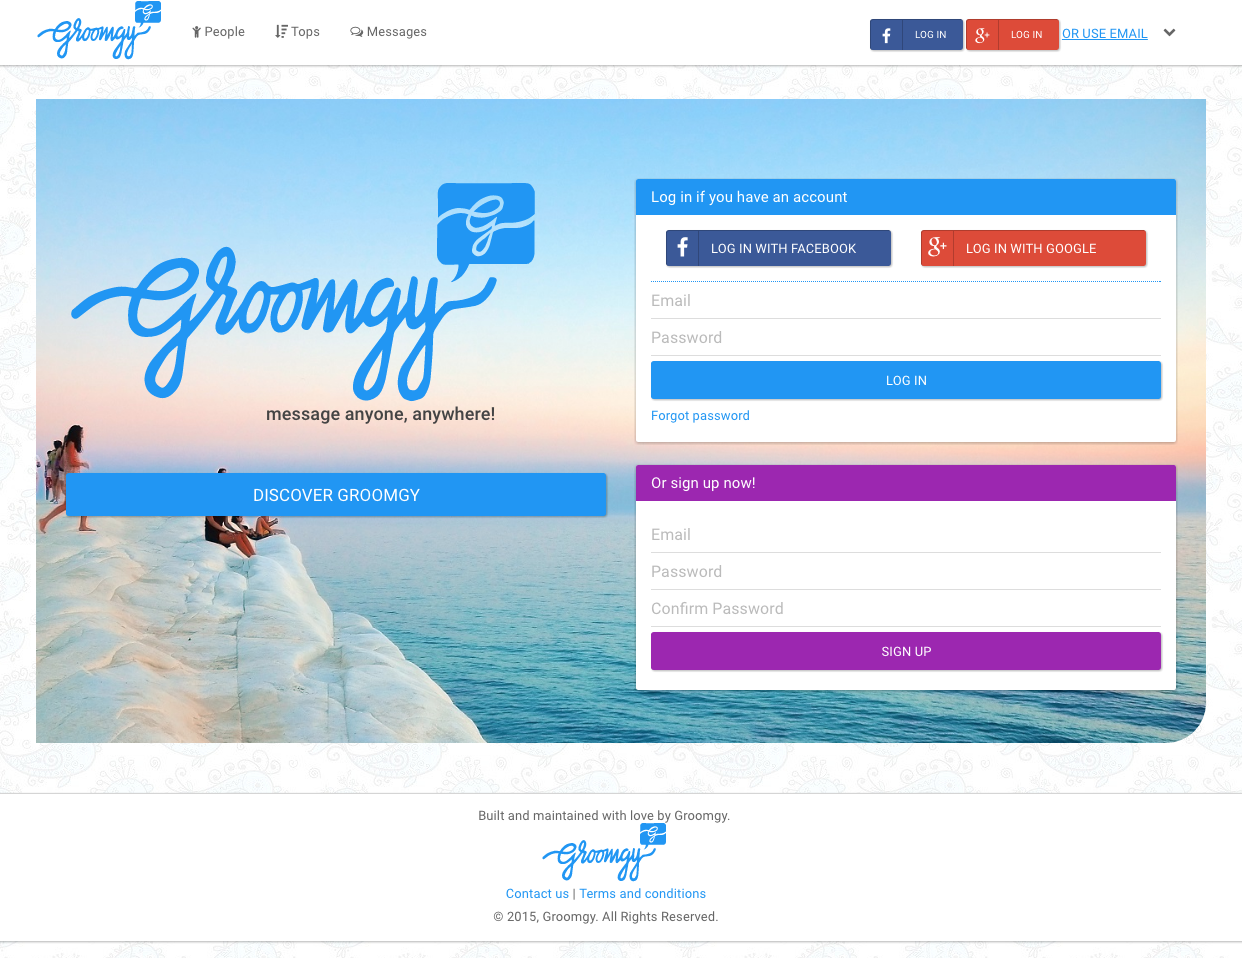 Groomgy
People
Tops
Messages
LOG IN
LOG IN
OR USE EMAIL
Groomgy
message anyone, anywhere!
DISCOVER GROOMGY
Log in if you have an account
LOG IN WITH FACEBOOK
LOG IN WITH GOOGLE
Email
Password
LOG IN
Forgot password
Or sign up now!
Email
Password
Confirm Password
SIGN UP
Built and maintained with love by Groomgy.
Groomgy
Contact us | Terms and conditions
© 2015, Groomgy. All Rights Reserved.